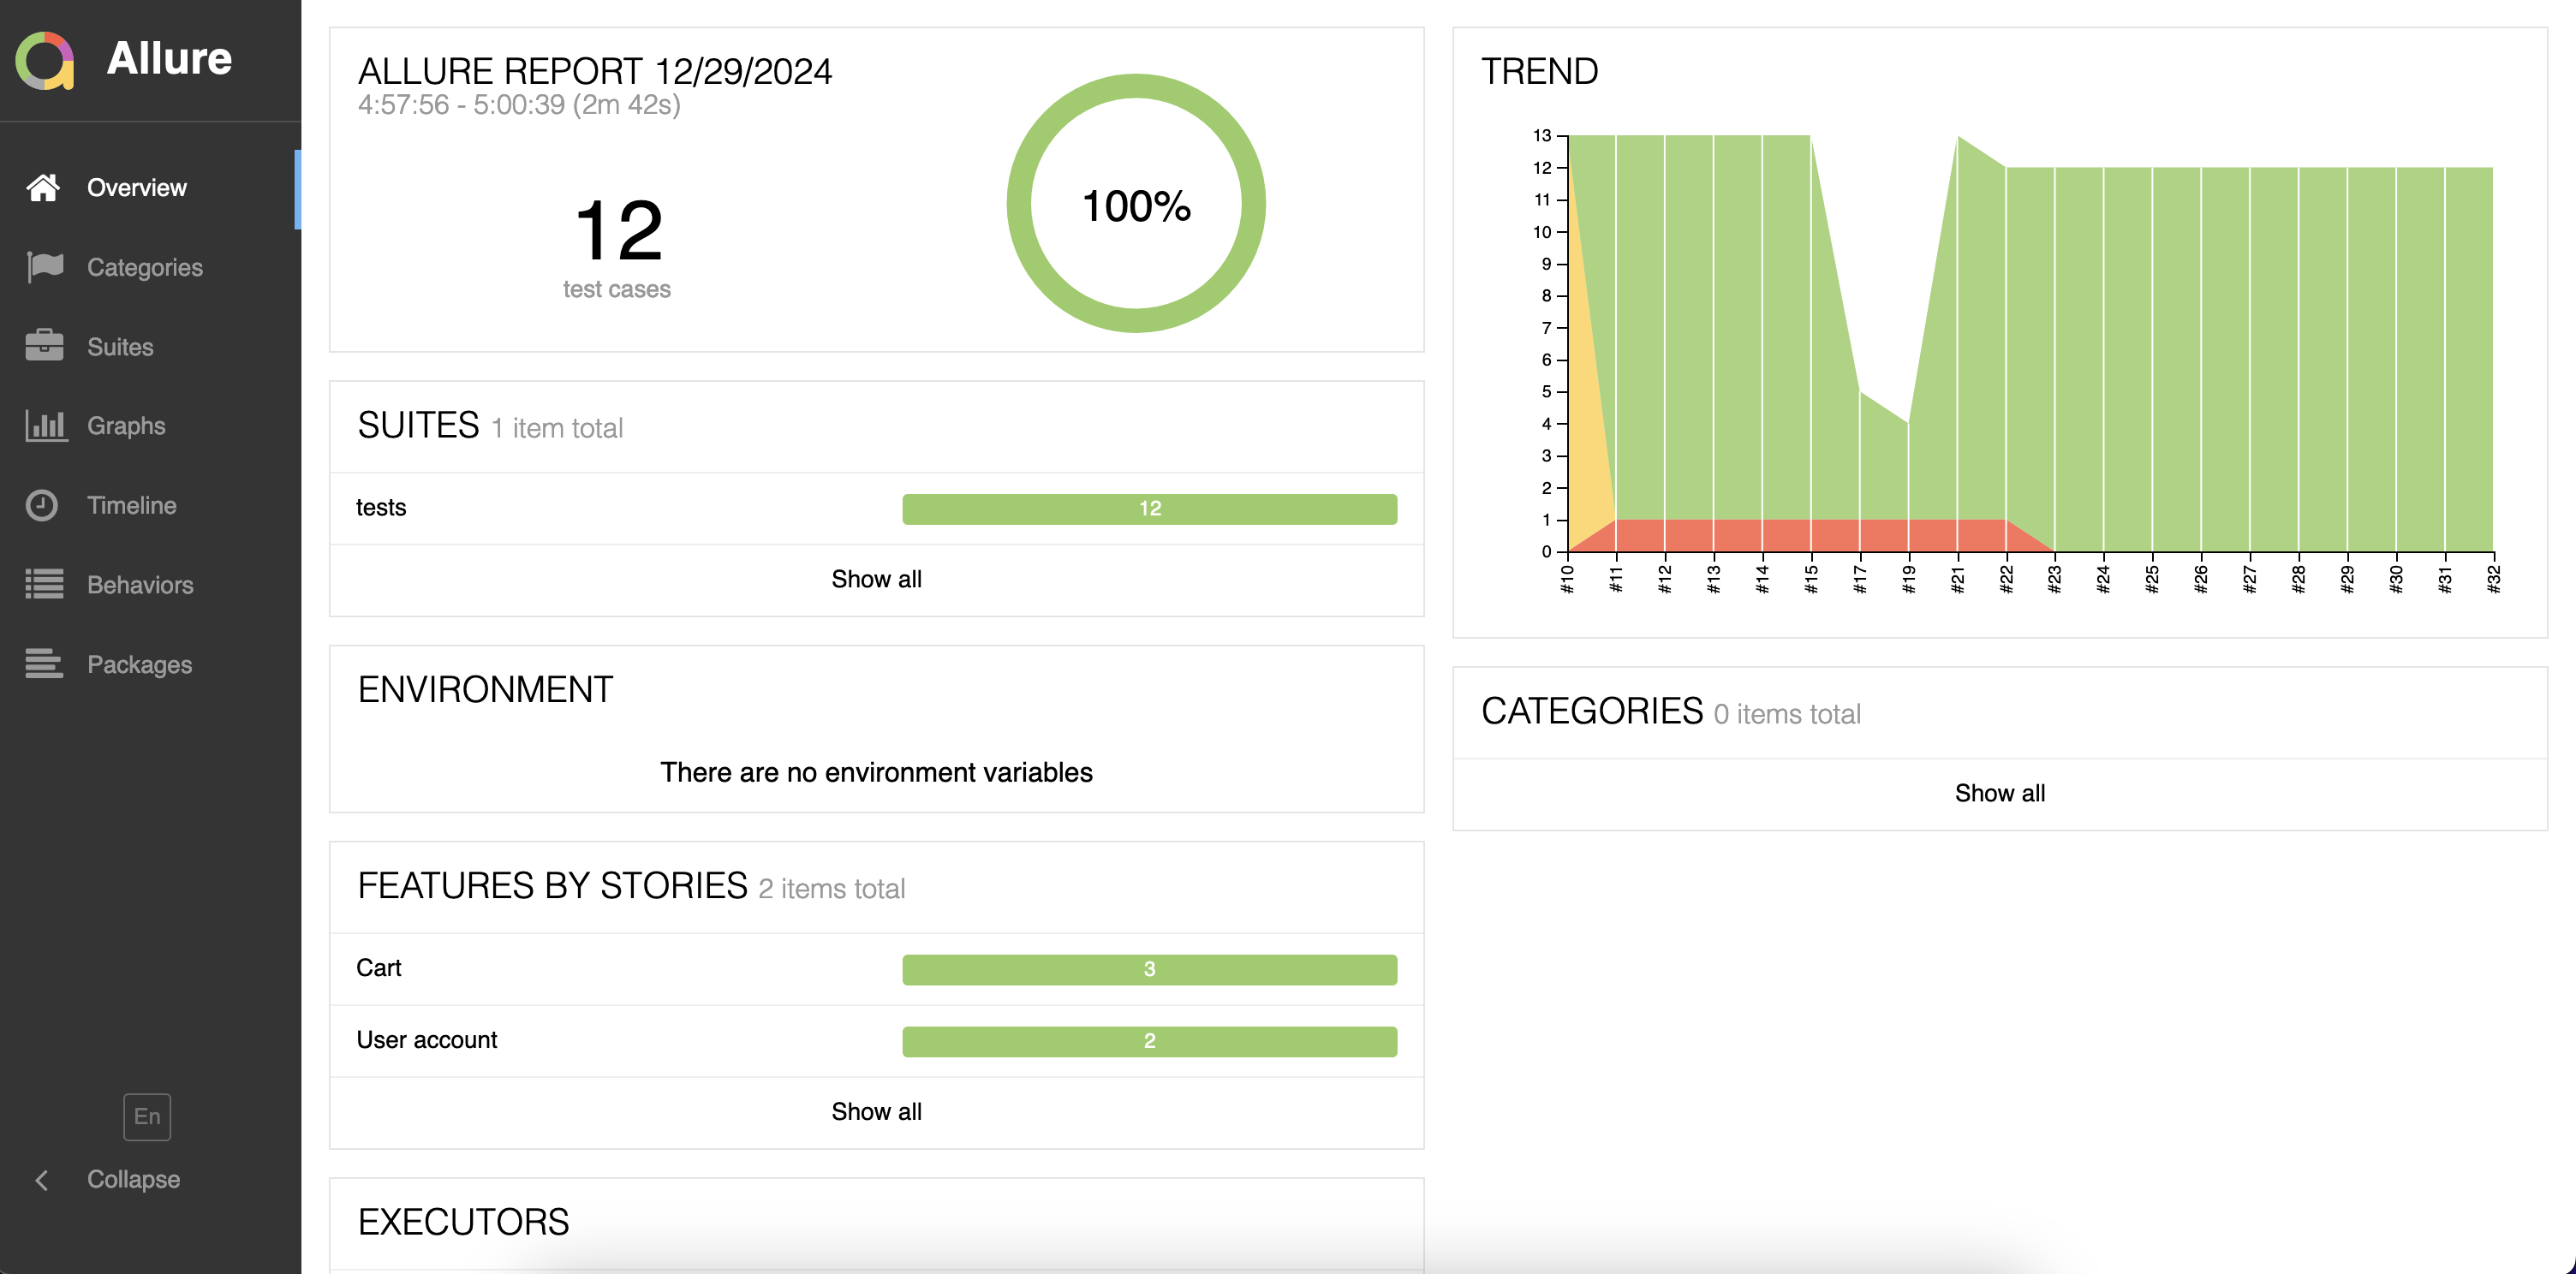 Allure
Overview
Categories
Suites
Graphs
Timeline
Behaviors
Packages
En
Collapse
ALLURE REPORT 12/29/2024
4:57:56 - 5:00:39 (2m 42s)
12
test cases
100%
SUITES 1 item total
tests 12
Show all
ENVIRONMENT
There are no environment variables
FEATURES BY STORIES 2 items total
Cart 3
User account 2
Show all
EXECUTORS
TREND
13
12
11
10
9
8
7
6
5
4
3
2
1
0
#10 #11 #12 #13 #14 #15 #17 #19 #21 #22 #23 #24 #25 #26 #27 #28 #29 #30 #31 #32
CATEGORIES 0 items total
Show all